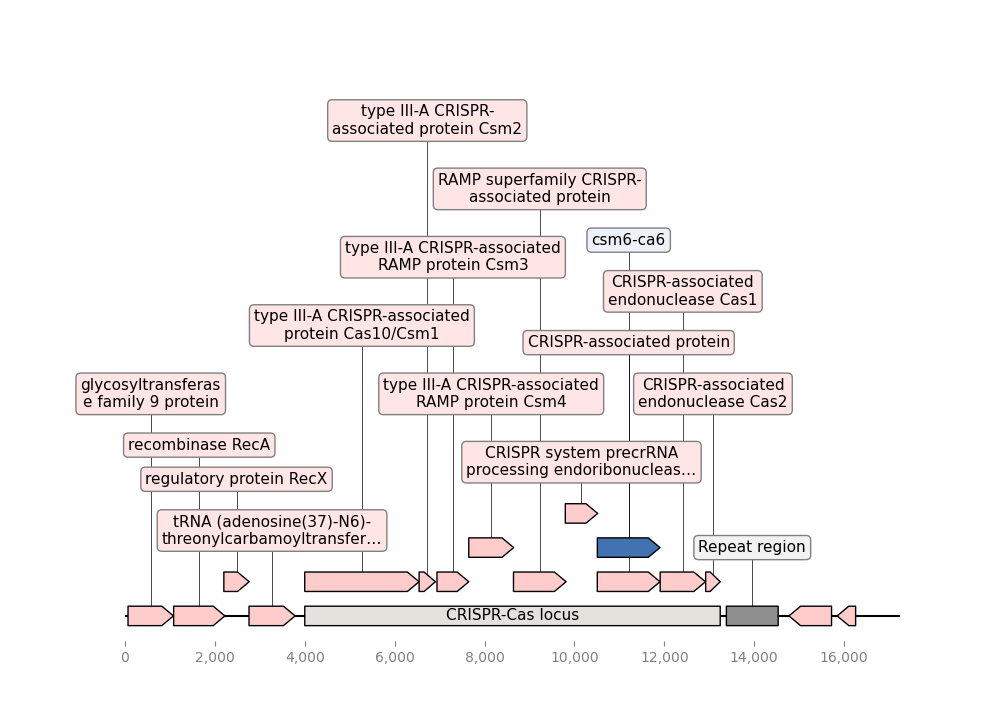 type III-A CRISPR-
associated protein Csm2
RAMP superfamily CRISPR-
associated protein
csm6-ca6
type III-A CRISPR-associated
RAMP protein Csm3
CRISPR-associated
endonuclease Cas1
type III-A CRISPR-associated
protein Cas10/Csm1
CRISPR-associated protein
glycosyltransferas
e family 9 protein
type III-A CRISPR-associated
RAMP protein Csm4
CRISPR-associated
endonuclease Cas2
recombinase RecA
CRISPR system precrRNA
processing endoribonucleas…
regulatory protein RecX
tRNA (adenosine(37)-N6)-
threonylcarbamoyltransfer…
Repeat region
CRISPR-Cas locus
0 2,000 4,000 6,000 8,000 10,000 12,000 14,000 16,000